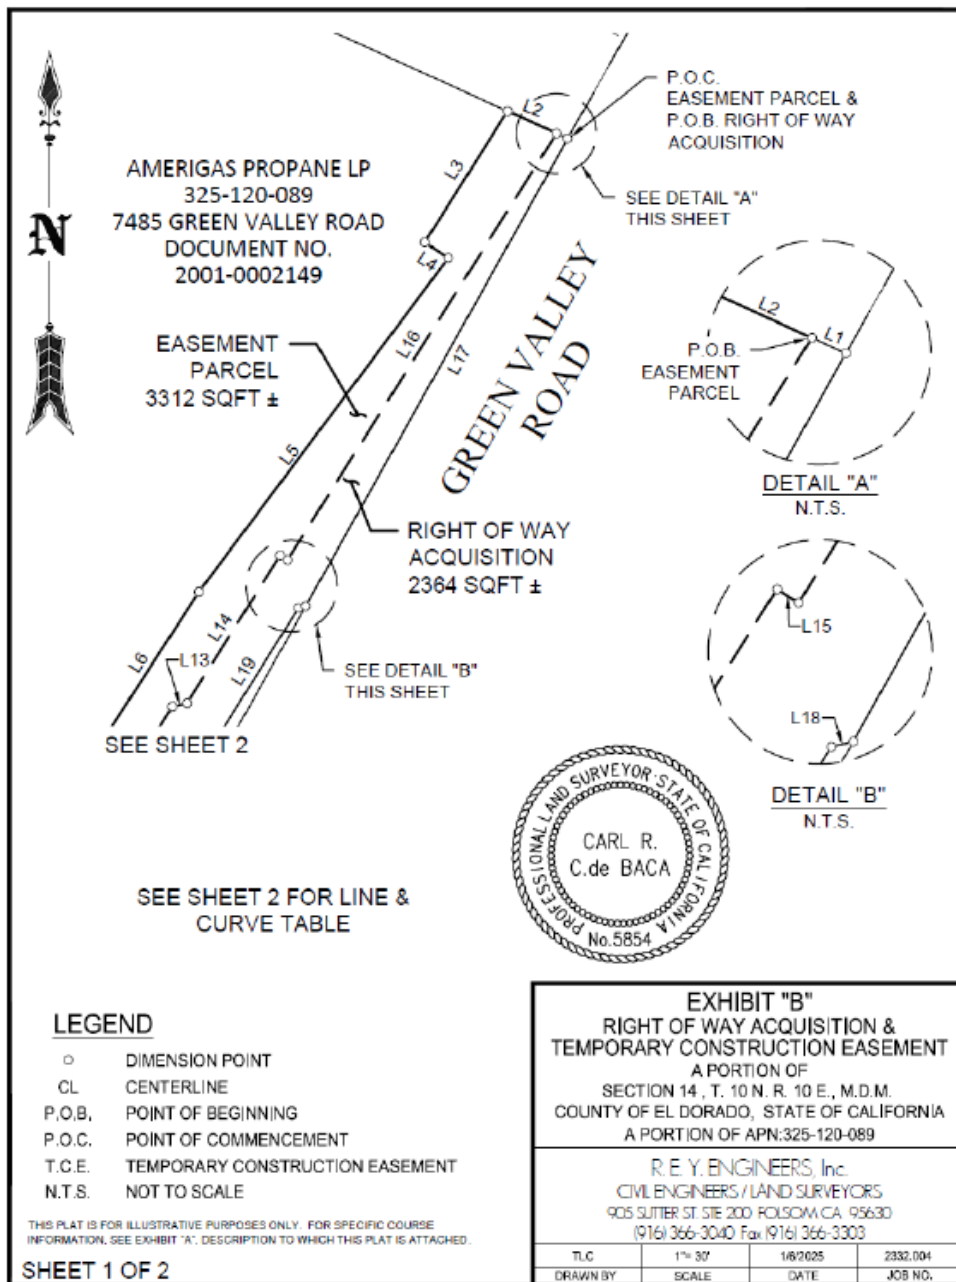 P.O.C.
EASEMENT PARCEL &
P.O.B. RIGHT OF WAY
ACQUISITION
L2
L3
AMERIGAS PROPANE LP
325-120-089
7485 GREEN VALLEY ROAD
DOCUMENT NO.
2001-0002149
SEE DETAIL "A"
THIS SHEET
N
L4
L16
L17
GREEN VALLEY
ROAD
EASEMENT
PARCEL
3312 SQFT ±
L5
L2
L1
P.O.B.
EASEMENT
PARCEL
DETAIL "A"
N.T.S.
RIGHT OF WAY
ACQUISITION
2364 SQFT ±
L14
L13
L6
L19
SEE DETAIL "B"
THIS SHEET
SEE SHEET 2
L15
L18
DETAIL "B"
N.T.S.
PROFESSIONAL LAND SURVEYOR · STATE OF CALIFORNIA
CARL R.
C.de BACA
No.5854
SEE SHEET 2 FOR LINE &
CURVE TABLE
LEGEND
DIMENSION POINT
CL CENTERLINE
P.O.B. POINT OF BEGINNING
P.O.C. POINT OF COMMENCEMENT
T.C.E. TEMPORARY CONSTRUCTION EASEMENT
N.T.S. NOT TO SCALE
THIS PLAT IS FOR ILLUSTRATIVE PURPOSES ONLY. FOR SPECIFIC COURSE
INFORMATION, SEE EXHIBIT "A", DESCRIPTION TO WHICH THIS PLAT IS ATTACHED.
SHEET 1 OF 2
EXHIBIT "B"
RIGHT OF WAY ACQUISITION &
TEMPORARY CONSTRUCTION EASEMENT
A PORTION OF
SECTION 14 , T. 10 N. R. 10 E., M.D.M.
COUNTY OF EL DORADO, STATE OF CALIFORNIA
A PORTION OF APN:325-120-089
R. E. Y. ENGINEERS, Inc.
CIVIL ENGINEERS / LAND SURVEYORS
905 SUTTER ST. STE 200 FOLSOM CA 95630
(916) 366-3040 Fax (916) 366-3303
TLC 1"= 30' 1/6/2025 2332.004
DRAWN BY SCALE DATE JOB NO.